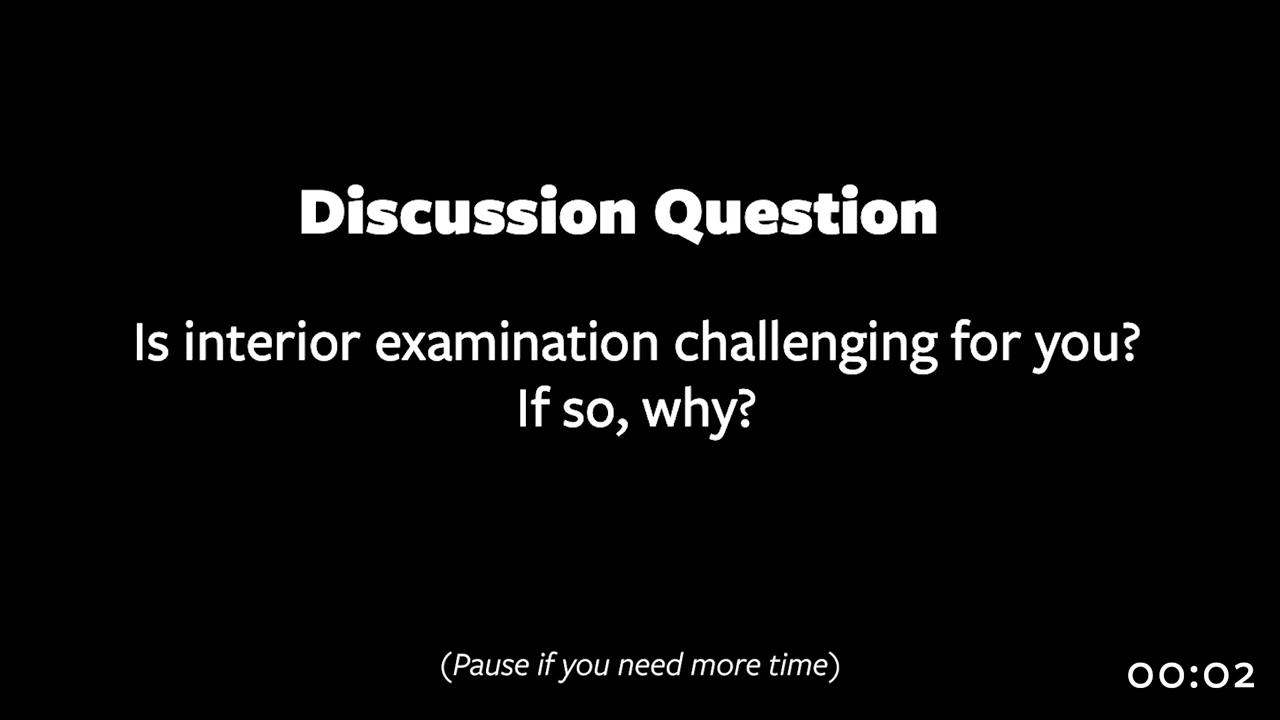 Discussion Question
Is interior examination challenging for you?
If so, why?
(Pause if you need more time)
00:02